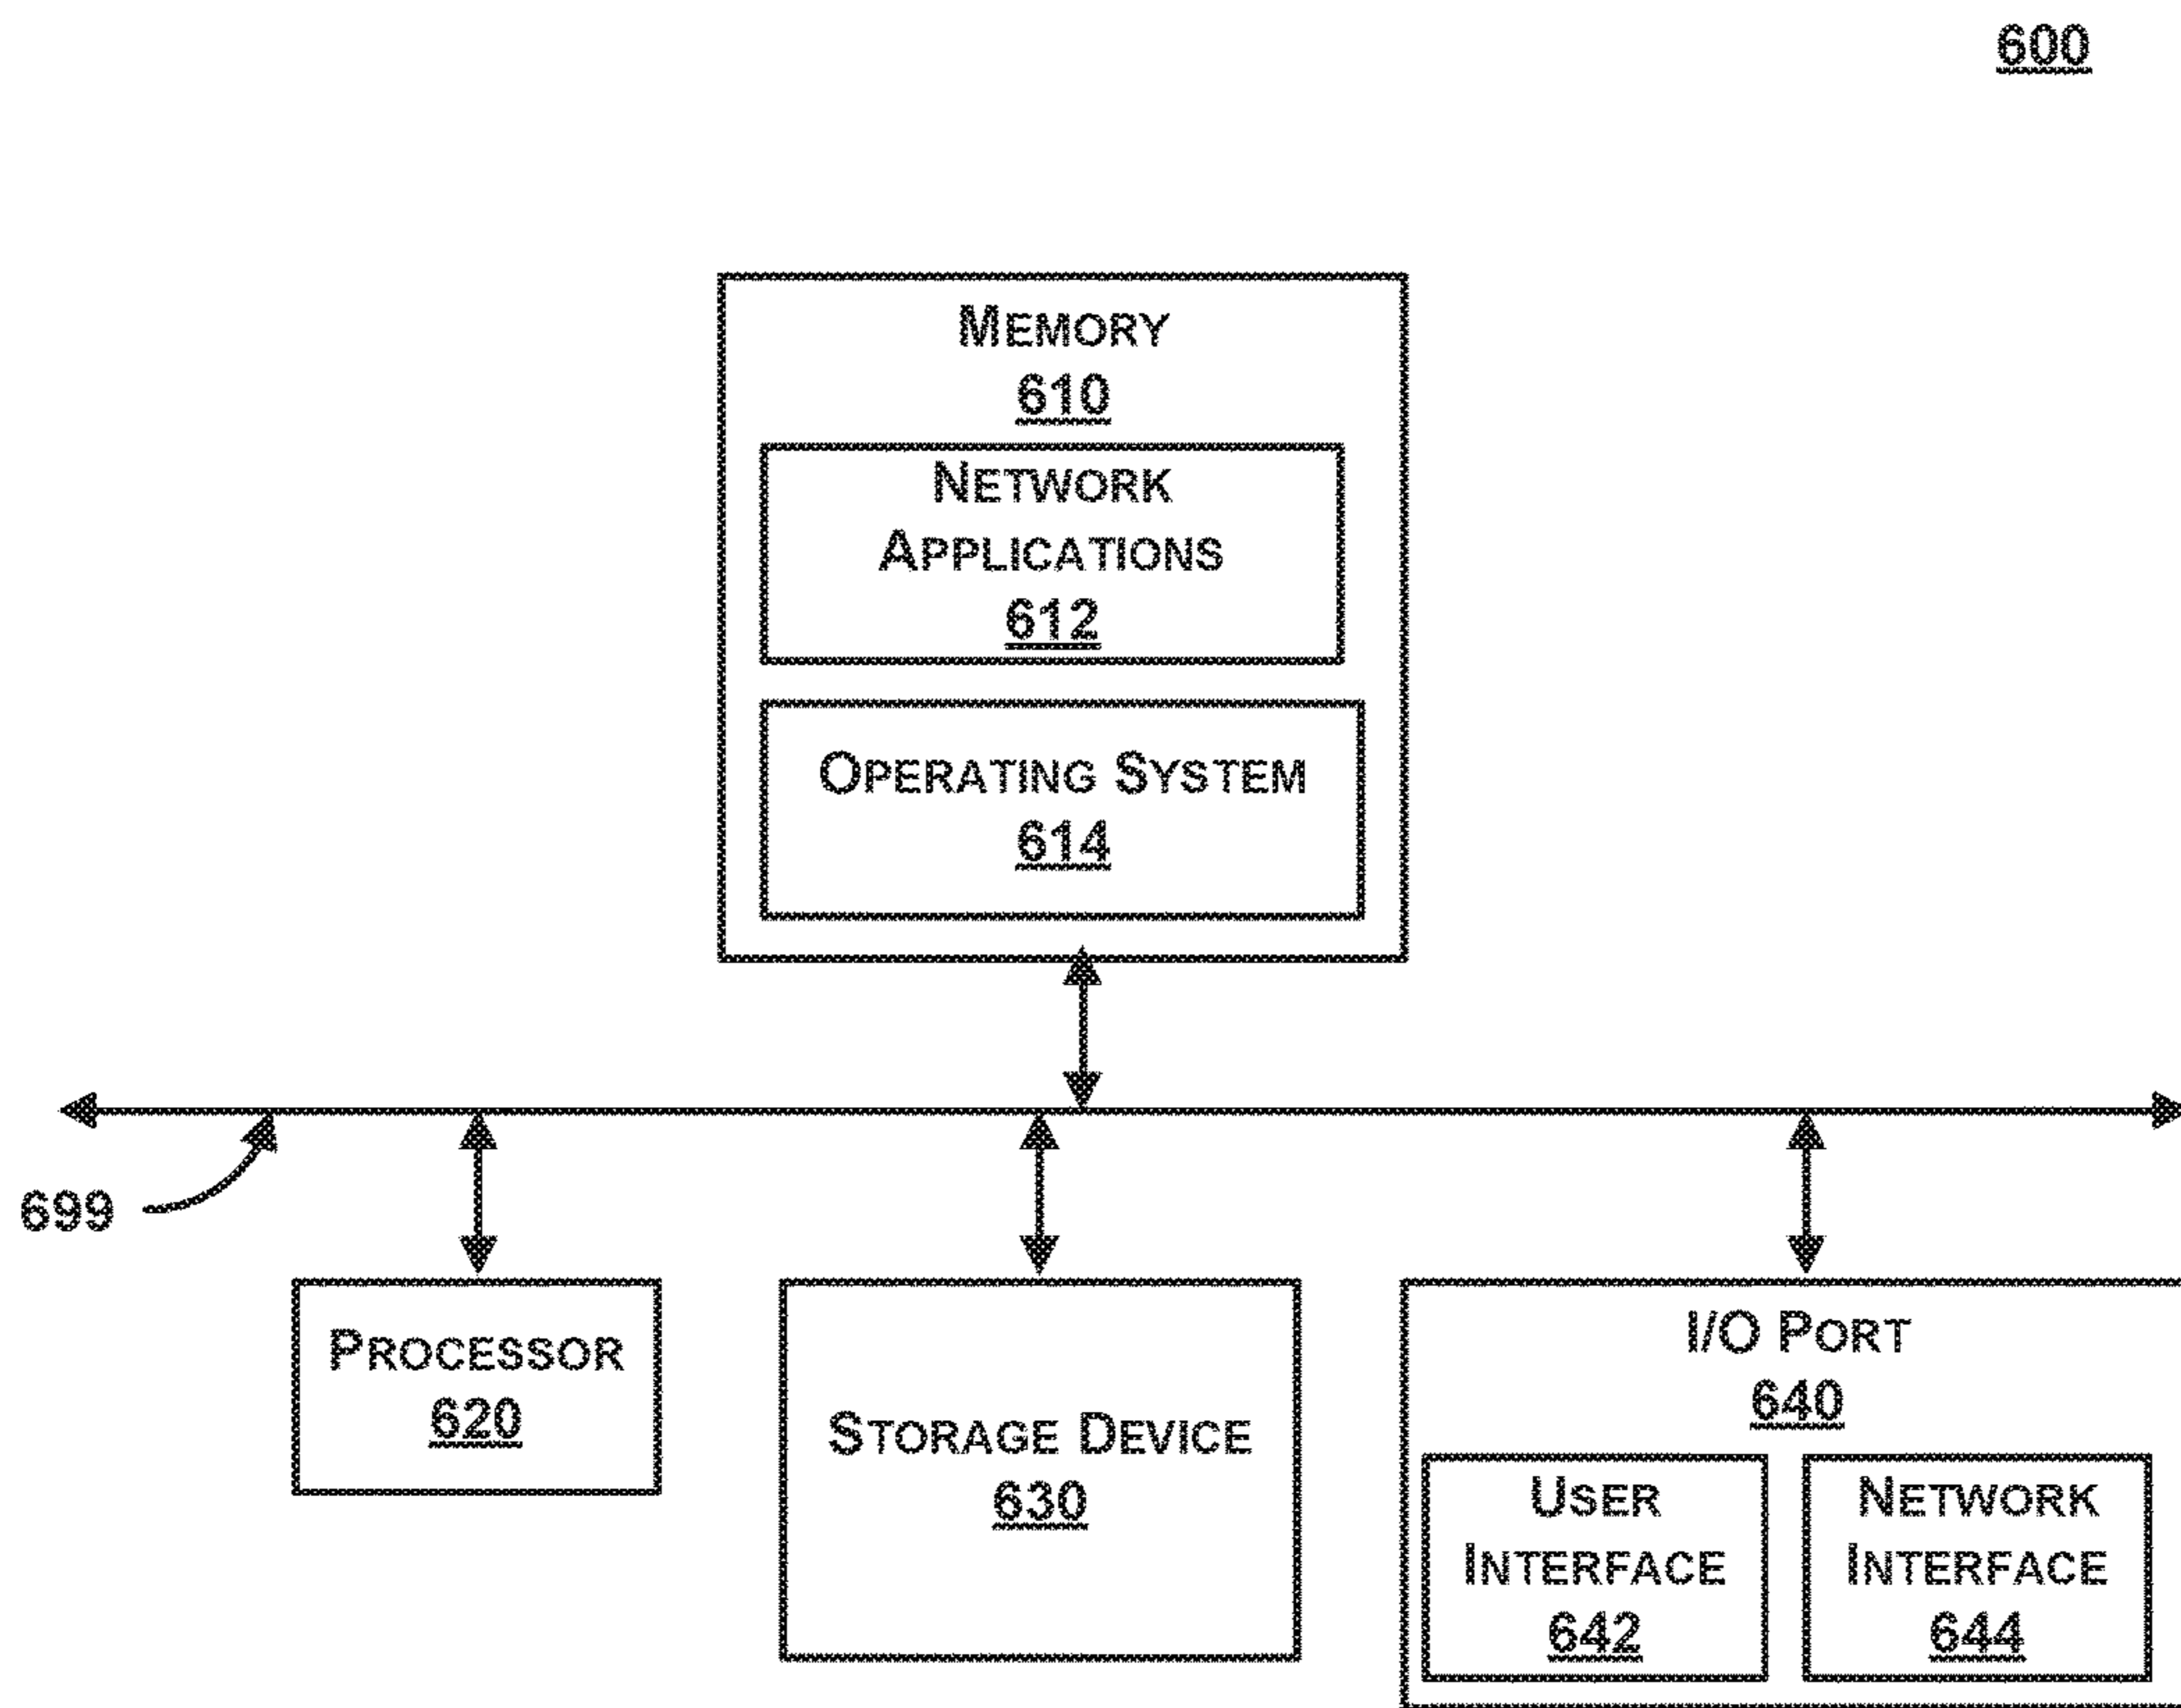 600
MEMORY
610
NETWORK
APPLICATIONS
612
OPERATING SYSTEM
614
699
PROCESSOR
620
STORAGE DEVICE
630
I/O PORT
640
USER
INTERFACE
642
NETWORK
INTERFACE
644